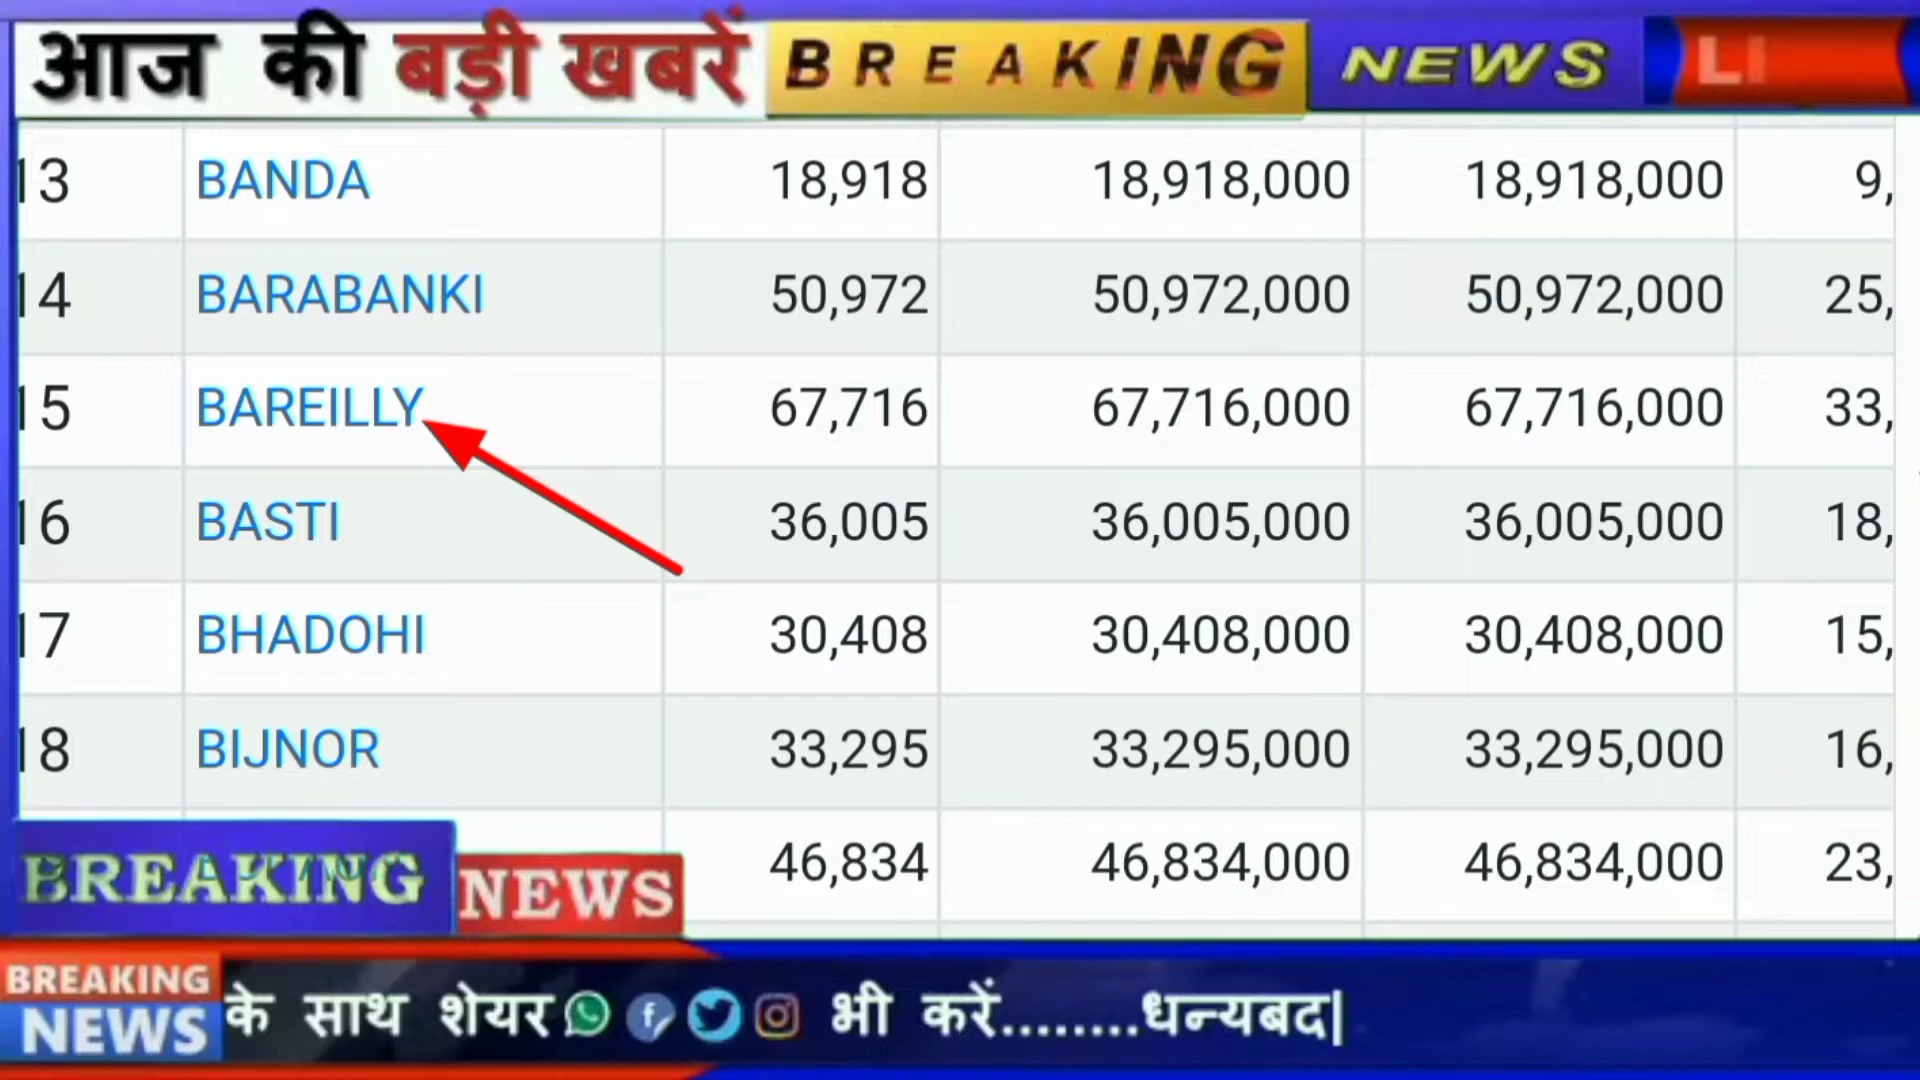 आज की बड़ी खबरें BREAKING NEWS LI
13 BANDA 18,918 18,918,000 18,918,000 9,
14 BARABANKI 50,972 50,972,000 50,972,000 25,
15 BAREILLY 67,716 67,716,000 67,716,000 33,
16 BASTI 36,005 36,005,000 36,005,000 18,
17 BHADOHI 30,408 30,408,000 30,408,000 15,
18 BIJNOR 33,295 33,295,000 33,295,000 16,
46,834 46,834,000 46,834,000 23,
BREAKING NEWS
BREAKING
NEWS
के साथ शेयर भी करें........धन्यबद|